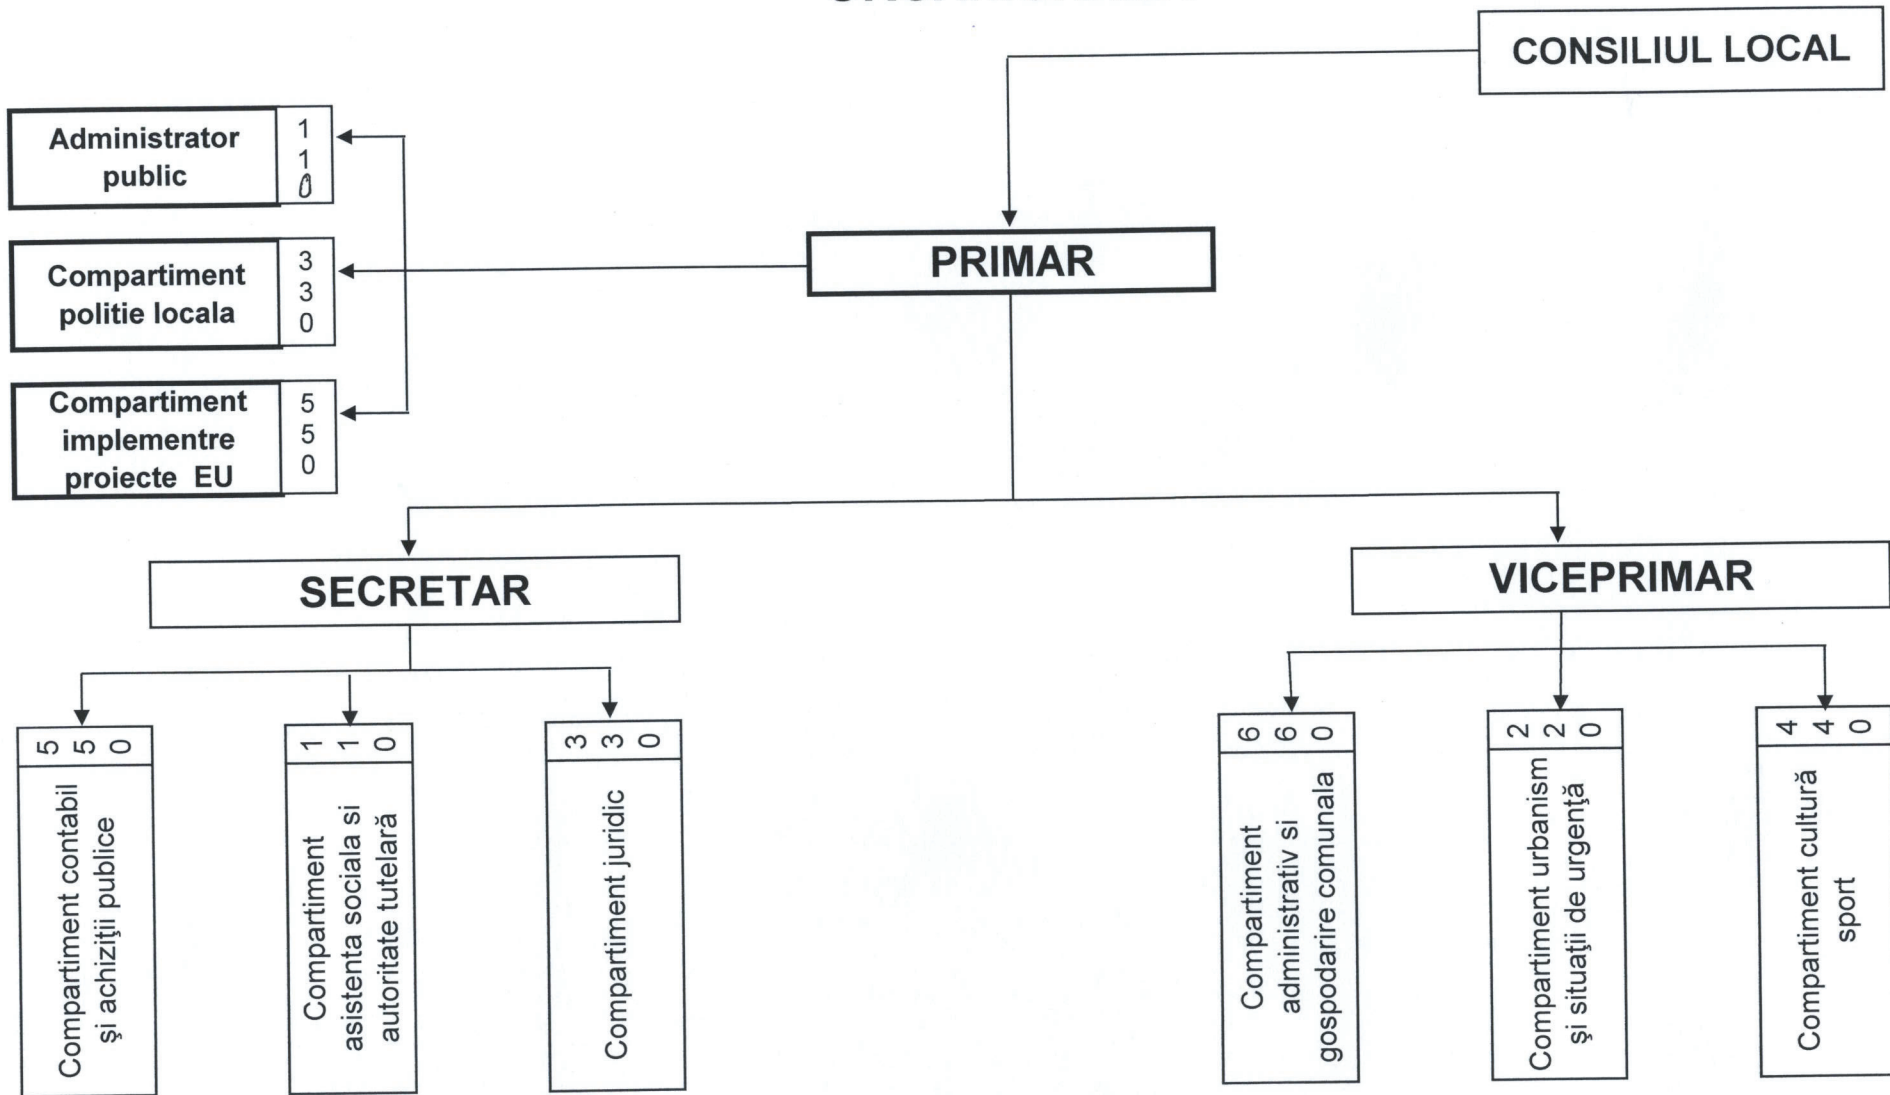 CONSILIUL LOCAL
Administrator
public
1
1
0
PRIMAR
Compartiment
politie locala
3
3
0
Compartiment
implementre
proiecte EU
5
5
0
SECRETAR
VICEPRIMAR
5
5
0
Compartiment contabil
şi achiziţii publice
1
1
0
Compartiment
asistenta sociala si
autoritate tutelară
3
3
0
Compartiment juridic
6
6
0
Compartiment
administrativ si
gospodarire comunala
2
2
0
Compartiment urbanism
şi situaţii de urgenţă
4
4
0
Compartiment cultură
sport